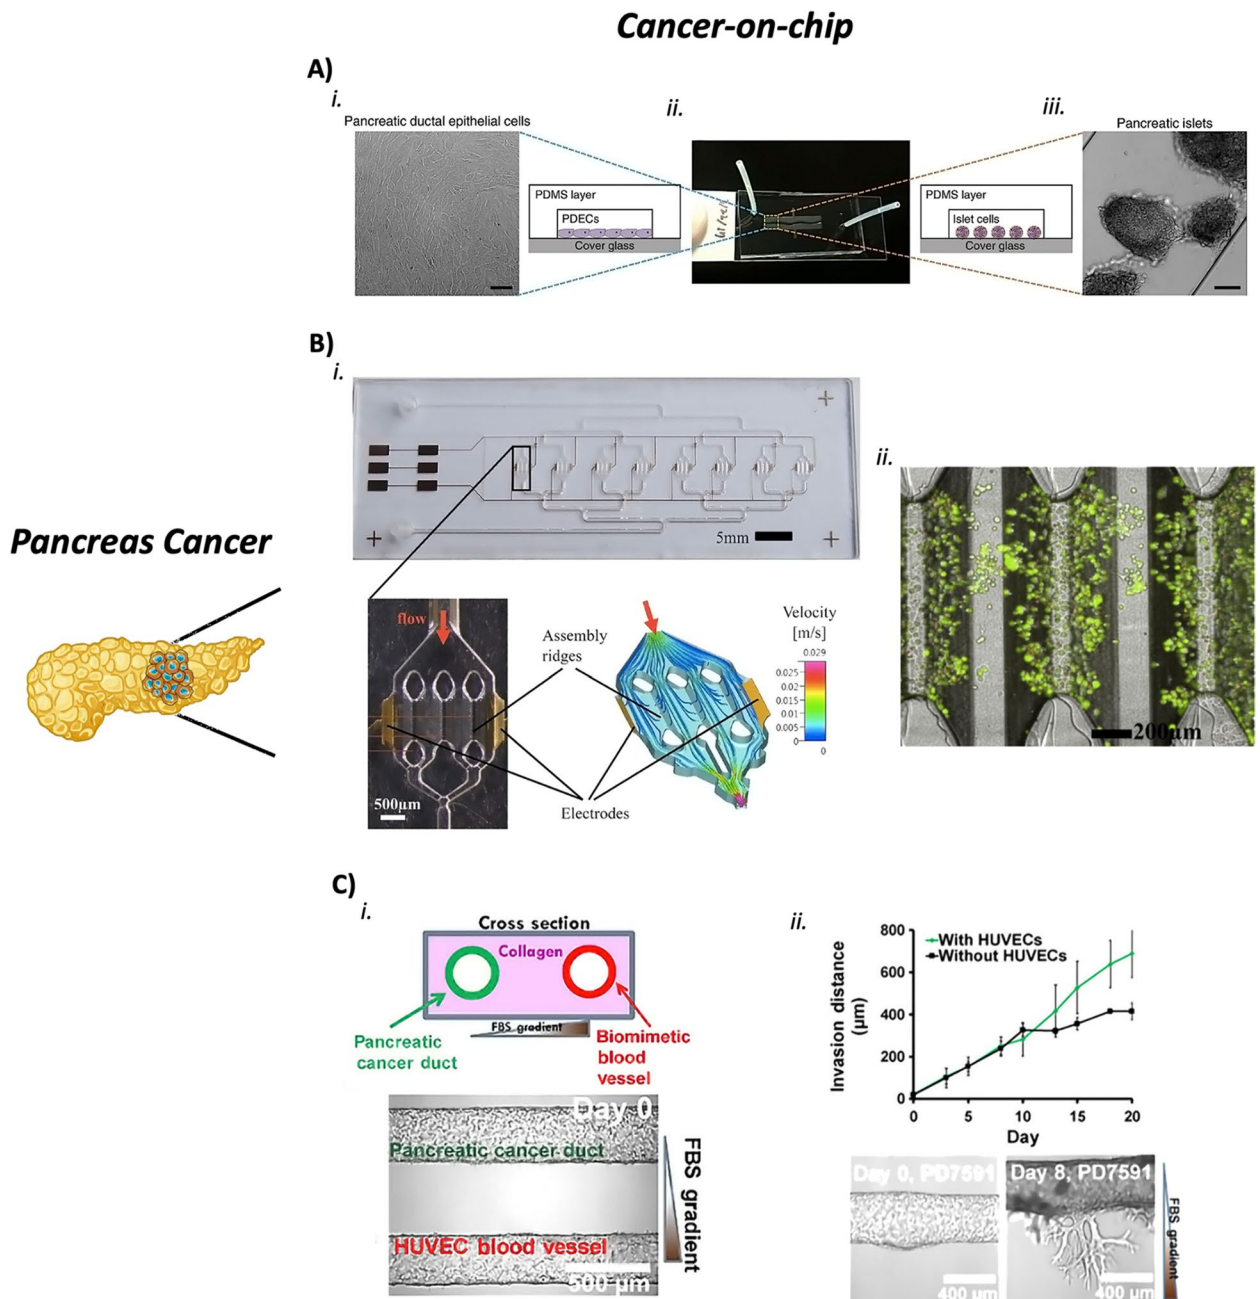 Cancer-on-chip
A)
i.
ii.
iii.
Pancreatic ductal epithelial cells
Pancreatic islets
PDMS layer
PDECs
Cover glass
PDMS layer
Islet cells
Cover glass
B)
i.
5mm
ii.
200µm
Pancreas Cancer
flow
500µm
Assembly
ridges
Electrodes
Velocity
[m/s]
0.029
0.025
0.02
0.015
0.01
0.005
0
0
C)
i.
Cross section
Collagen
FBS gradient
Pancreatic
cancer duct
Biomimetic
blood
vessel
Day 0
Pancreatic cancer duct
HUVEC blood vessel
500 µm
FBS gradient
ii.
With HUVECs
Without HUVECs
Invasion distance
(µm)
800
600
400
200
0
0
5
10
15
20
Day
Day 0, PD7591
400 µm
Day 8, PD7591
400 µm
FBS gradient